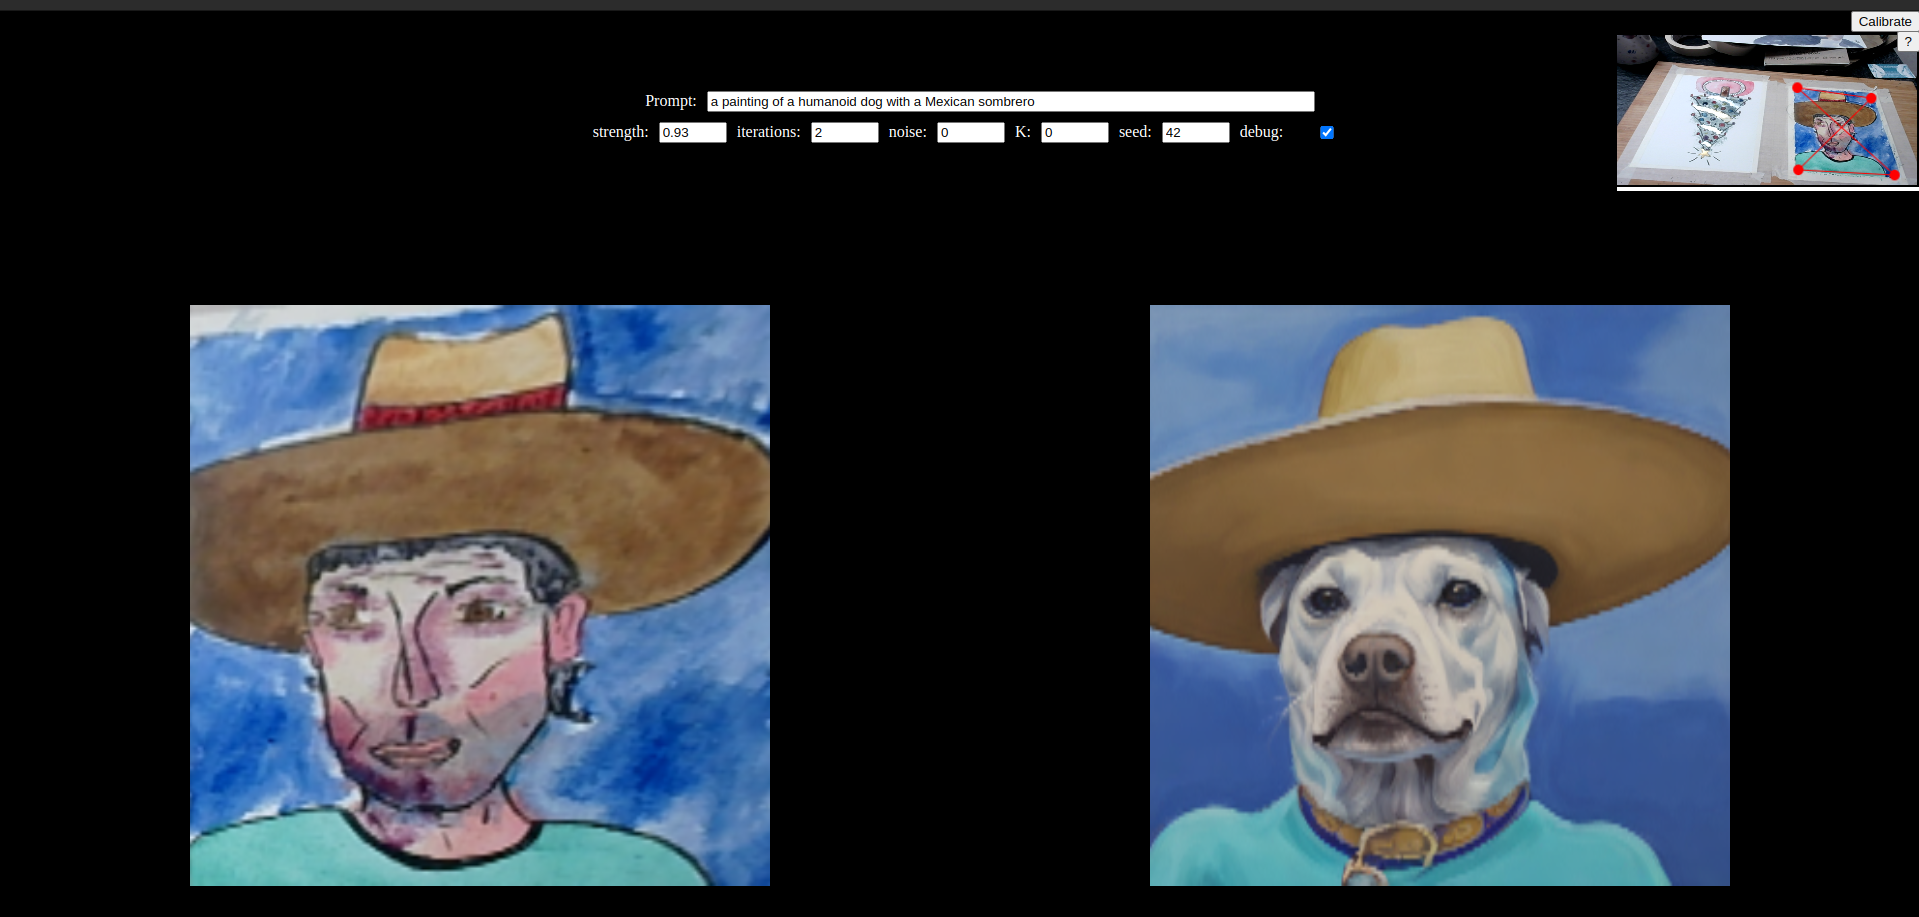 Calibrate
?
Prompt: a painting of a humanoid dog with a Mexican sombrero
strength: 0.93 iterations: 2 noise: 0 K: 0 seed: 42 debug: